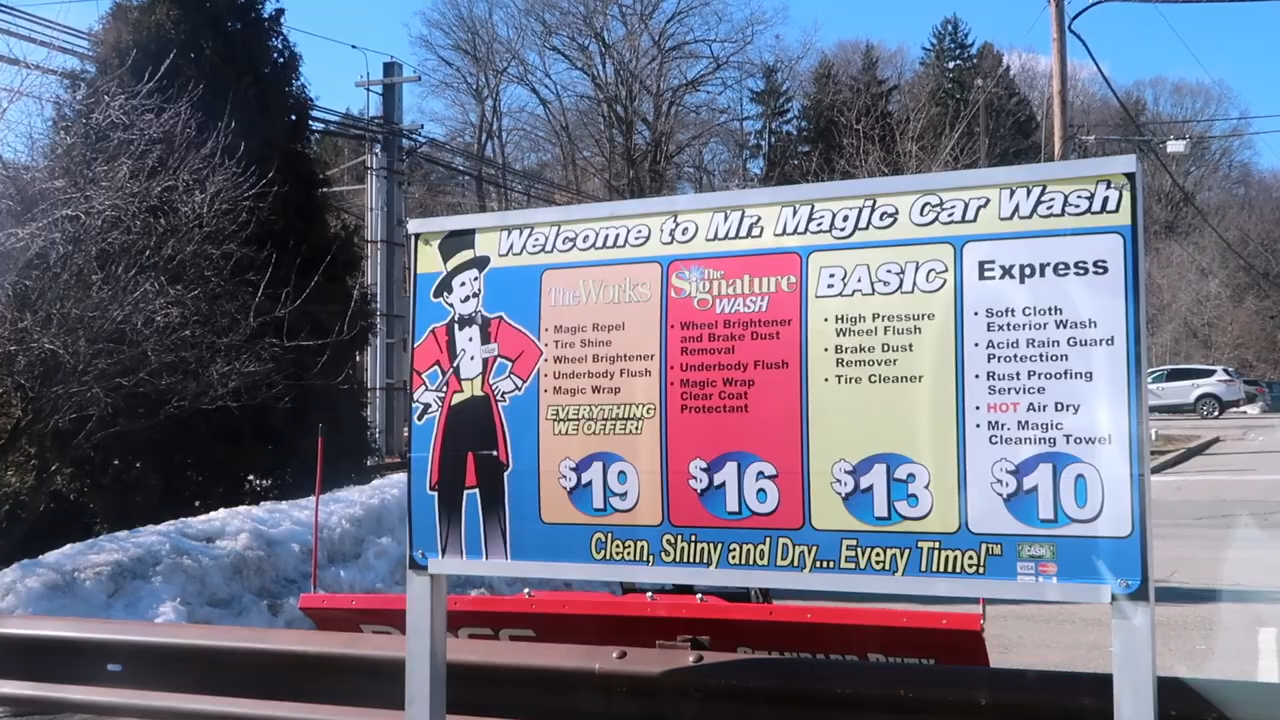 Welcome to Mr. Magic Car Wash
The Works
• Magic Repel
• Tire Shine
• Wheel Brightener
• Underbody Flush
• Magic Wrap
EVERYTHING
WE OFFER!
$19
The
Signature
WASH
• Wheel Brightener
and Brake Dust
Removal
• Underbody Flush
• Magic Wrap
Clear Coat
Protectant
$16
BASIC
• High Pressure
Wheel Flush
• Brake Dust
Remover
• Tire Cleaner
$13
Express
• Soft Cloth
Exterior Wash
• Acid Rain Guard
Protection
• Rust Proofing
Service
• HOT Air Dry
• Mr. Magic
Cleaning Towel
$10
Clean, Shiny and Dry... Every Time!™
CASH
VISA
STANDARD DUTY